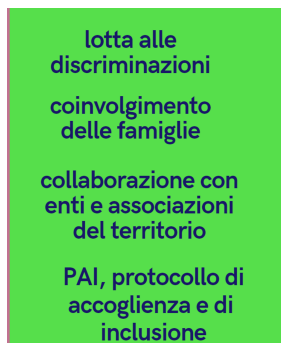 lotta alle
discriminazioni
coinvolgimento
delle famiglie
collaborazione con
enti e associazioni
del territorio
PAI, protocollo di
accoglienza e di
inclusione